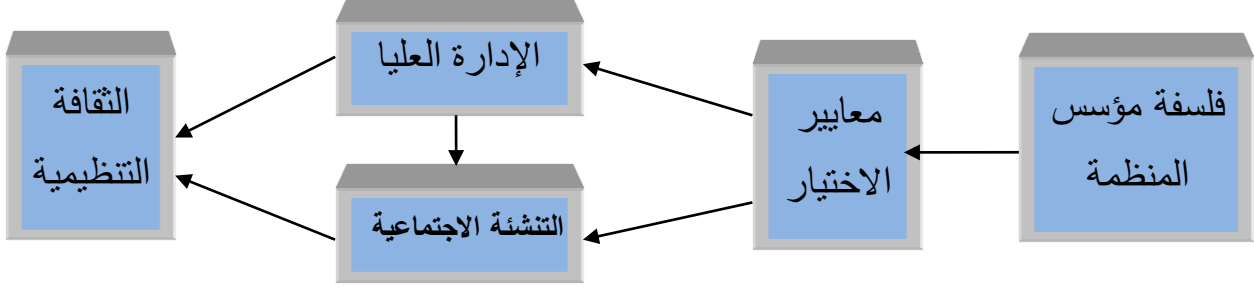 فلسفة مؤسس
المنظمة
معايير
الاختيار
الإدارة العليا
التنشئة الاجتماعية
الثقافة
التنظيمية